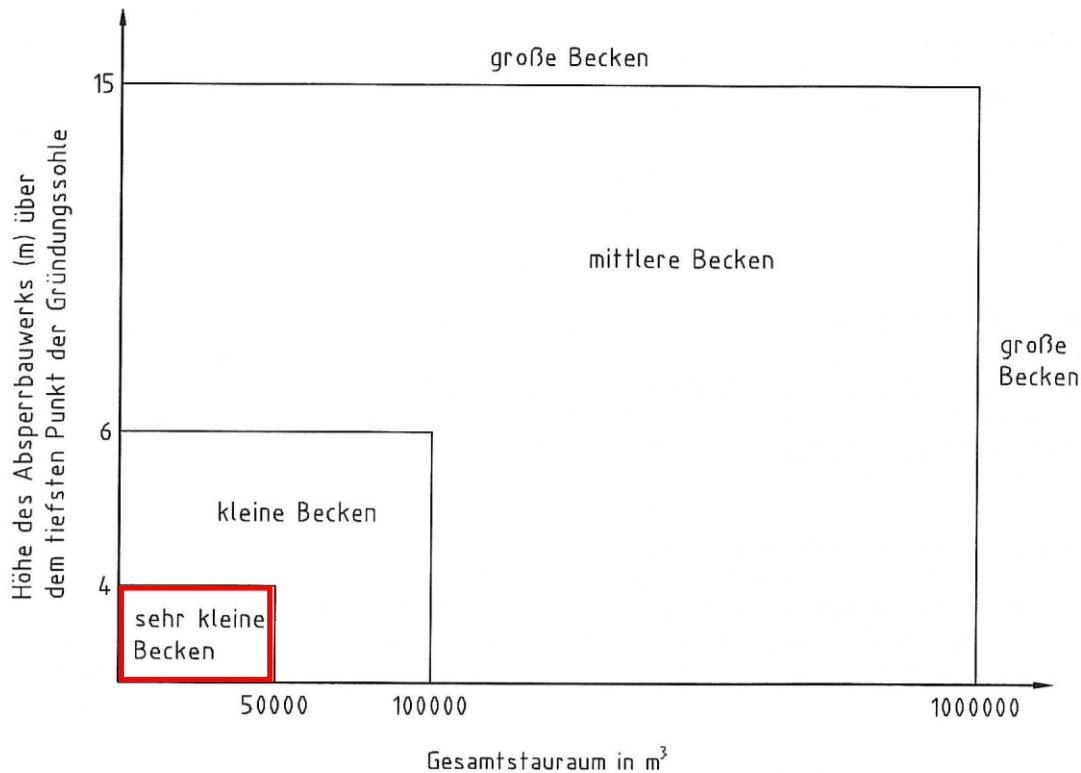 große Becken
15
Höhe des Absperrbauwerks (m) über
dem tiefsten Punkt der Gründungssohle
mittlere Becken
große
Becken
6
kleine Becken
4
sehr kleine
Becken
50000 100000 1000000
Gesamtstauraum in m³